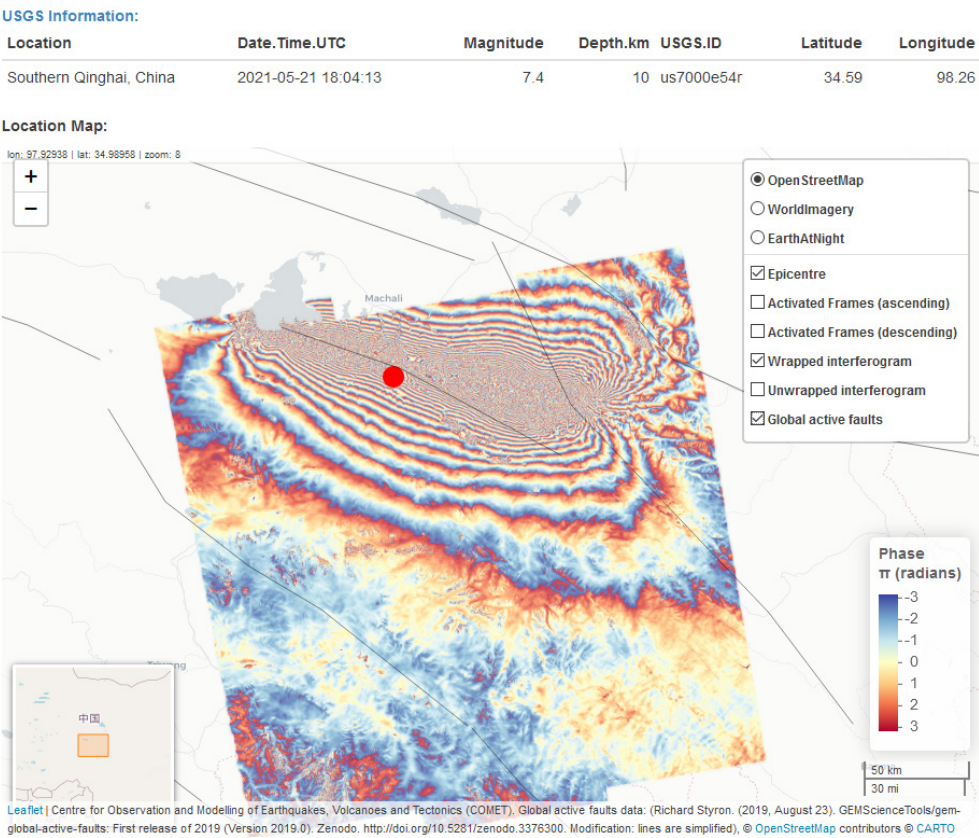 USGS Information:
Location Date.Time.UTC Magnitude Depth.km USGS.ID Latitude Longitude
Southern Qinghai, China 2021-05-21 18:04:13 7.4 10 us7000e54r 34.59 98.26
Location Map:
lon: 97.92938 | lat: 34.98958 | zoom: 8
+
−
OpenStreetMap
WorldImagery
EarthAtNight
Epicentre
Activated Frames (ascending)
Activated Frames (descending)
Wrapped interferogram
Unwrapped interferogram
Global active faults
Machali
Phase
π (radians)
-3
-2
-1
0
1
2
3
中国
50 km
30 mi
Leaflet | Centre for Observation and Modelling of Earthquakes, Volcanoes and Tectonics (COMET), Global active faults data: (Richard Styron. (2019, August 23). GEMScienceTools/gem-
global-active-faults: First release of 2019 (Version 2019.0). Zenodo. http://doi.org/10.5281/zenodo.3376300. Modification: lines are simplified), © OpenStreetMap contributors © CARTO